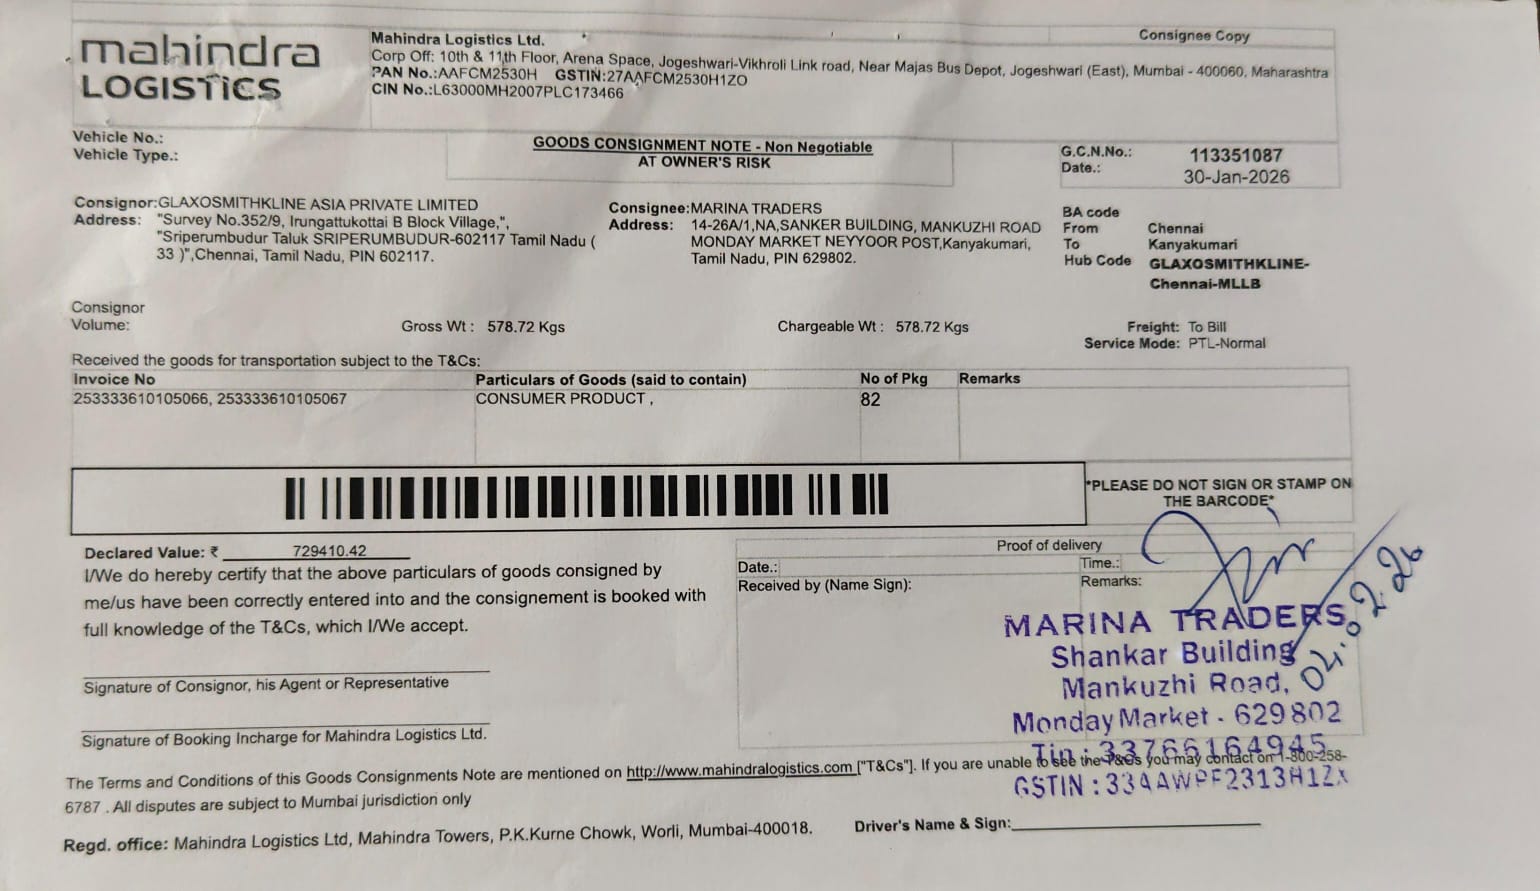 mahindra
LOGISTICS
Mahindra Logistics Ltd.
Corp Off: 10th & 11th Floor, Arena Space, Jogeshwari-Vikhroli Link road, Near Majas Bus Depot, Jogeshwari (East), Mumbai - 400060, Maharashtra
PAN No.:AAFCM2530H GSTIN:27AAFCM2530H1ZO
CIN No.:L63000MH2007PLC173466
Consignee Copy
Vehicle No.:
Vehicle Type.:
GOODS CONSIGNMENT NOTE - Non Negotiable
AT OWNER'S RISK
G.C.N.No.: 113351087
Date.: 30-Jan-2026
Consignor:GLAXOSMITHKLINE ASIA PRIVATE LIMITED
Address: "Survey No.352/9, Irungattukottai B Block Village,",
"Sriperumbudur Taluk SRIPERUMBUDUR-602117 Tamil Nadu (
33 )",Chennai, Tamil Nadu, PIN 602117.
Consignee:MARINA TRADERS
Address: 14-26A/1,NA,SANKER BUILDING, MANKUZHI ROAD
MONDAY MARKET NEYYOOR POST,Kanyakumari,
Tamil Nadu, PIN 629802.
BA code
From Chennai
To Kanyakumari
Hub Code GLAXOSMITHKLINE-
Chennai-MLLB
Consignor
Volume:
Gross Wt : 578.72 Kgs
Chargeable Wt : 578.72 Kgs
Freight: To Bill
Service Mode: PTL-Normal
Received the goods for transportation subject to the T&Cs:
Invoice No Particulars of Goods (said to contain) No of Pkg Remarks
253333610105066, 253333610105067 CONSUMER PRODUCT , 82
*PLEASE DO NOT SIGN OR STAMP ON
THE BARCODE*
Declared Value: ₹ 729410.42
I/We do hereby certify that the above particulars of goods consigned by
me/us have been correctly entered into and the consignement is booked with
full knowledge of the T&Cs, which I/We accept.
Signature of Consignor, his Agent or Representative
Signature of Booking Incharge for Mahindra Logistics Ltd.
Proof of delivery
Date.: Time.:
Received by (Name Sign): Remarks:
MARINA TRADERS
Shankar Building
Mankuzhi Road,
Monday Market - 629802
Tin : 33766164945
GSTIN : 33AAWPF2313H1ZX
04.02.26
The Terms and Conditions of this Goods Consignments Note are mentioned on http://www.mahindralogistics.com ["T&Cs"]. If you are unable to see the T&Cs you may contact on 1-800-258-
6787 . All disputes are subject to Mumbai jurisdiction only
Regd. office: Mahindra Logistics Ltd, Mahindra Towers, P.K.Kurne Chowk, Worli, Mumbai-400018.
Driver's Name & Sign: